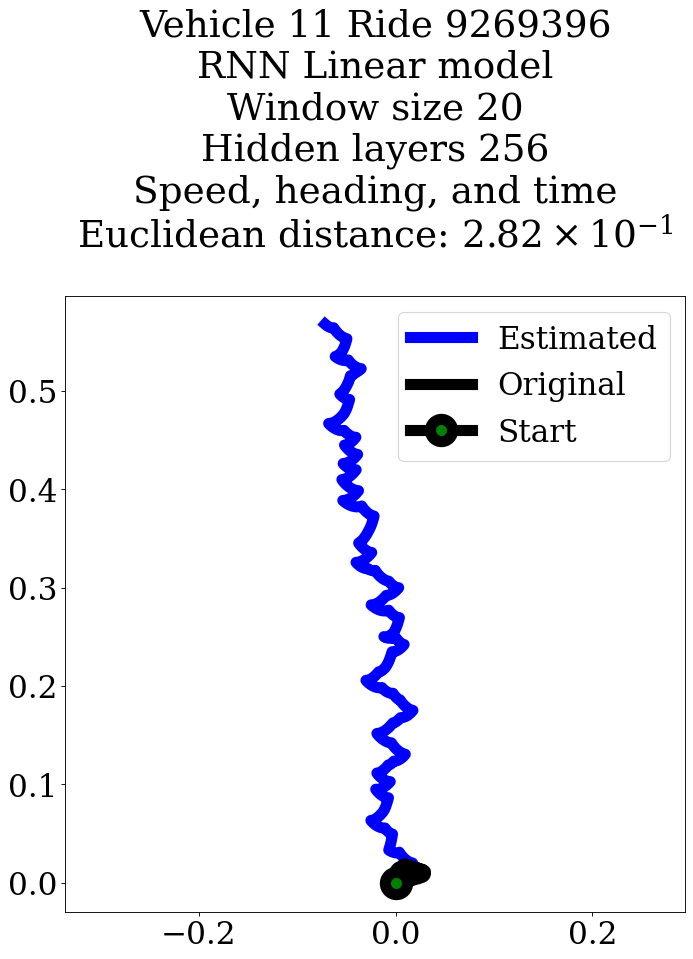 Vehicle 11 Ride 9269396
RNN Linear model
Window size 20
Hidden layers 256
Speed, heading, and time
Euclidean distance: 2.82 × 10⁻¹
Estimated
Original
Start
0.5
0.4
0.3
0.2
0.1
0.0
−0.2 0.0 0.2